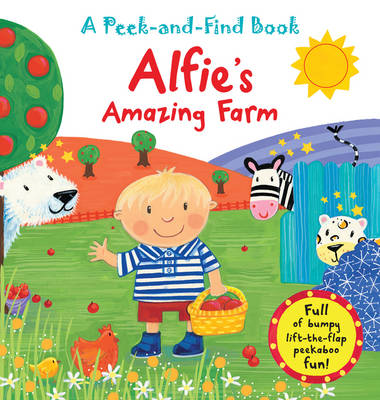 A Peek-and-Find Book
Alfie's
Amazing Farm
Full
of bumpy
lift-the-flap
peekaboo
fun!